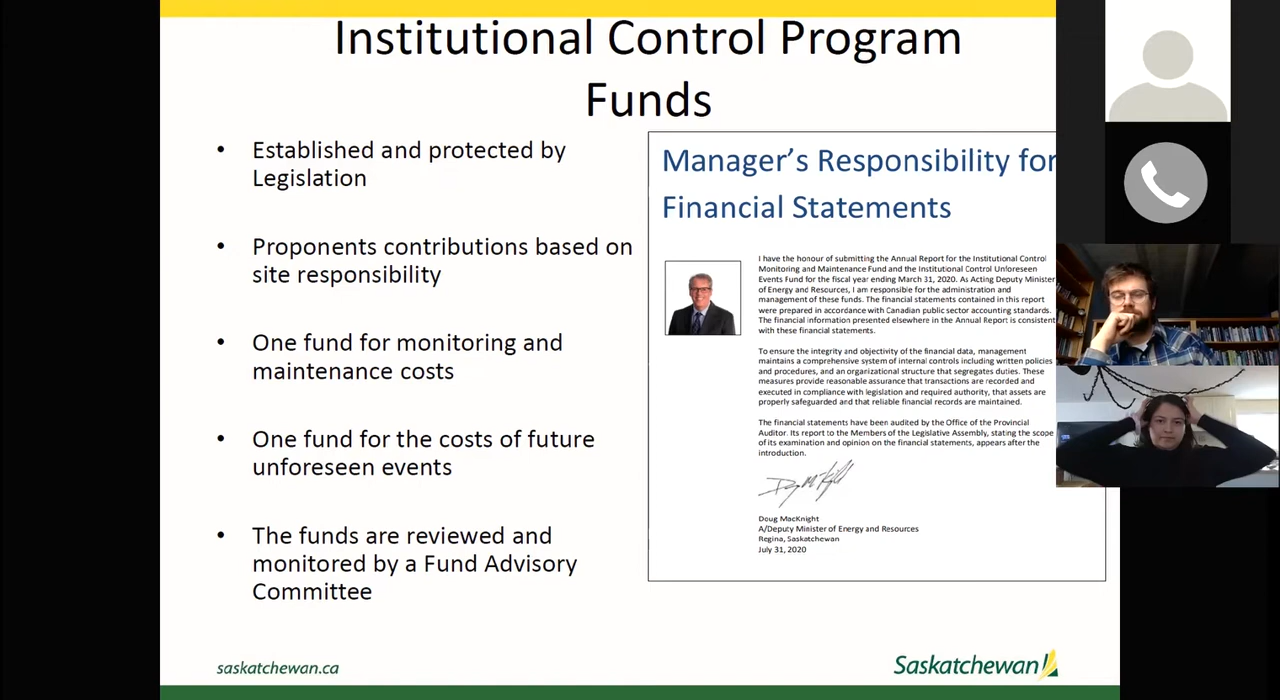 Institutional Control Program
Funds
• Established and protected by
Legislation
• Proponents contributions based on
site responsibility
• One fund for monitoring and
maintenance costs
• One fund for the costs of future
unforeseen events
• The funds are reviewed and
monitored by a Fund Advisory
Committee
Manager's Responsibility for
Financial Statements
I have the honour of submitting the Annual Report for the Institutional Control
Monitoring and Maintenance Fund and the Institutional Control Unforeseen
Events Fund for the fiscal year ending March 31, 2020. As Acting Deputy Minister
of Energy and Resources, I am responsible for the administration and
management of these funds. The financial statements contained in this report
were prepared in accordance with Canadian public sector accounting standards.
The financial information presented elsewhere in the Annual Report is consistent
with these financial statements.
To ensure the integrity and objectivity of the financial data, management
maintains a comprehensive system of internal controls including written policies
and procedures, and an organizational structure that segregates duties. These
measures provide reasonable assurance that transactions are recorded and
executed in compliance with legislation and required authority, that assets are
properly safeguarded and that reliable financial records are maintained.
The financial statements have been audited by the Office of the Provincial
Auditor. Its report to the Members of the Legislative Assembly, stating the scope
of its examination and opinion on the financial statements, appears after the
introduction.
Doug MacKnight
A/Deputy Minister of Energy and Resources
Regina, Saskatchewan
July 31, 2020
saskatchewan.ca
Saskatchewan